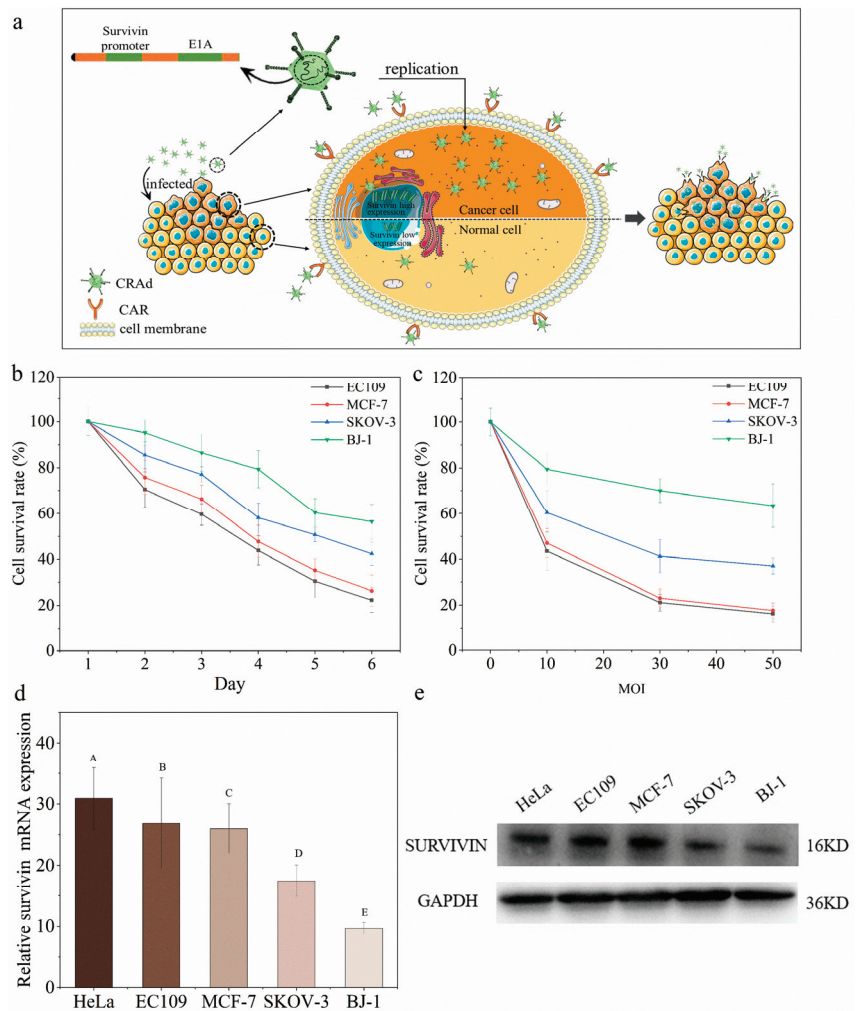 a
Survivin
promoter
E1A
replication
infected
Survivin high
expression
Cancer cell
Survivin low
expression
Normal cell
CRAd
CAR
cell membrane
b
120
100
80
60
40
20
0
Cell survival rate (%)
1 2 3 4 5 6
Day
EC109
MCF-7
SKOV-3
BJ-1
c
120
100
80
60
40
20
0
Cell survival rate (%)
0 10 20 30 40 50
MOI
EC109
MCF-7
SKOV-3
BJ-1
d
40
30
20
10
0
Relative survivin mRNA expression
A
B
C
D
E
HeLa EC109 MCF-7 SKOV-3 BJ-1
e
HeLa EC109 MCF-7 SKOV-3 BJ-1
SURVIVIN 16KD
GAPDH 36KD